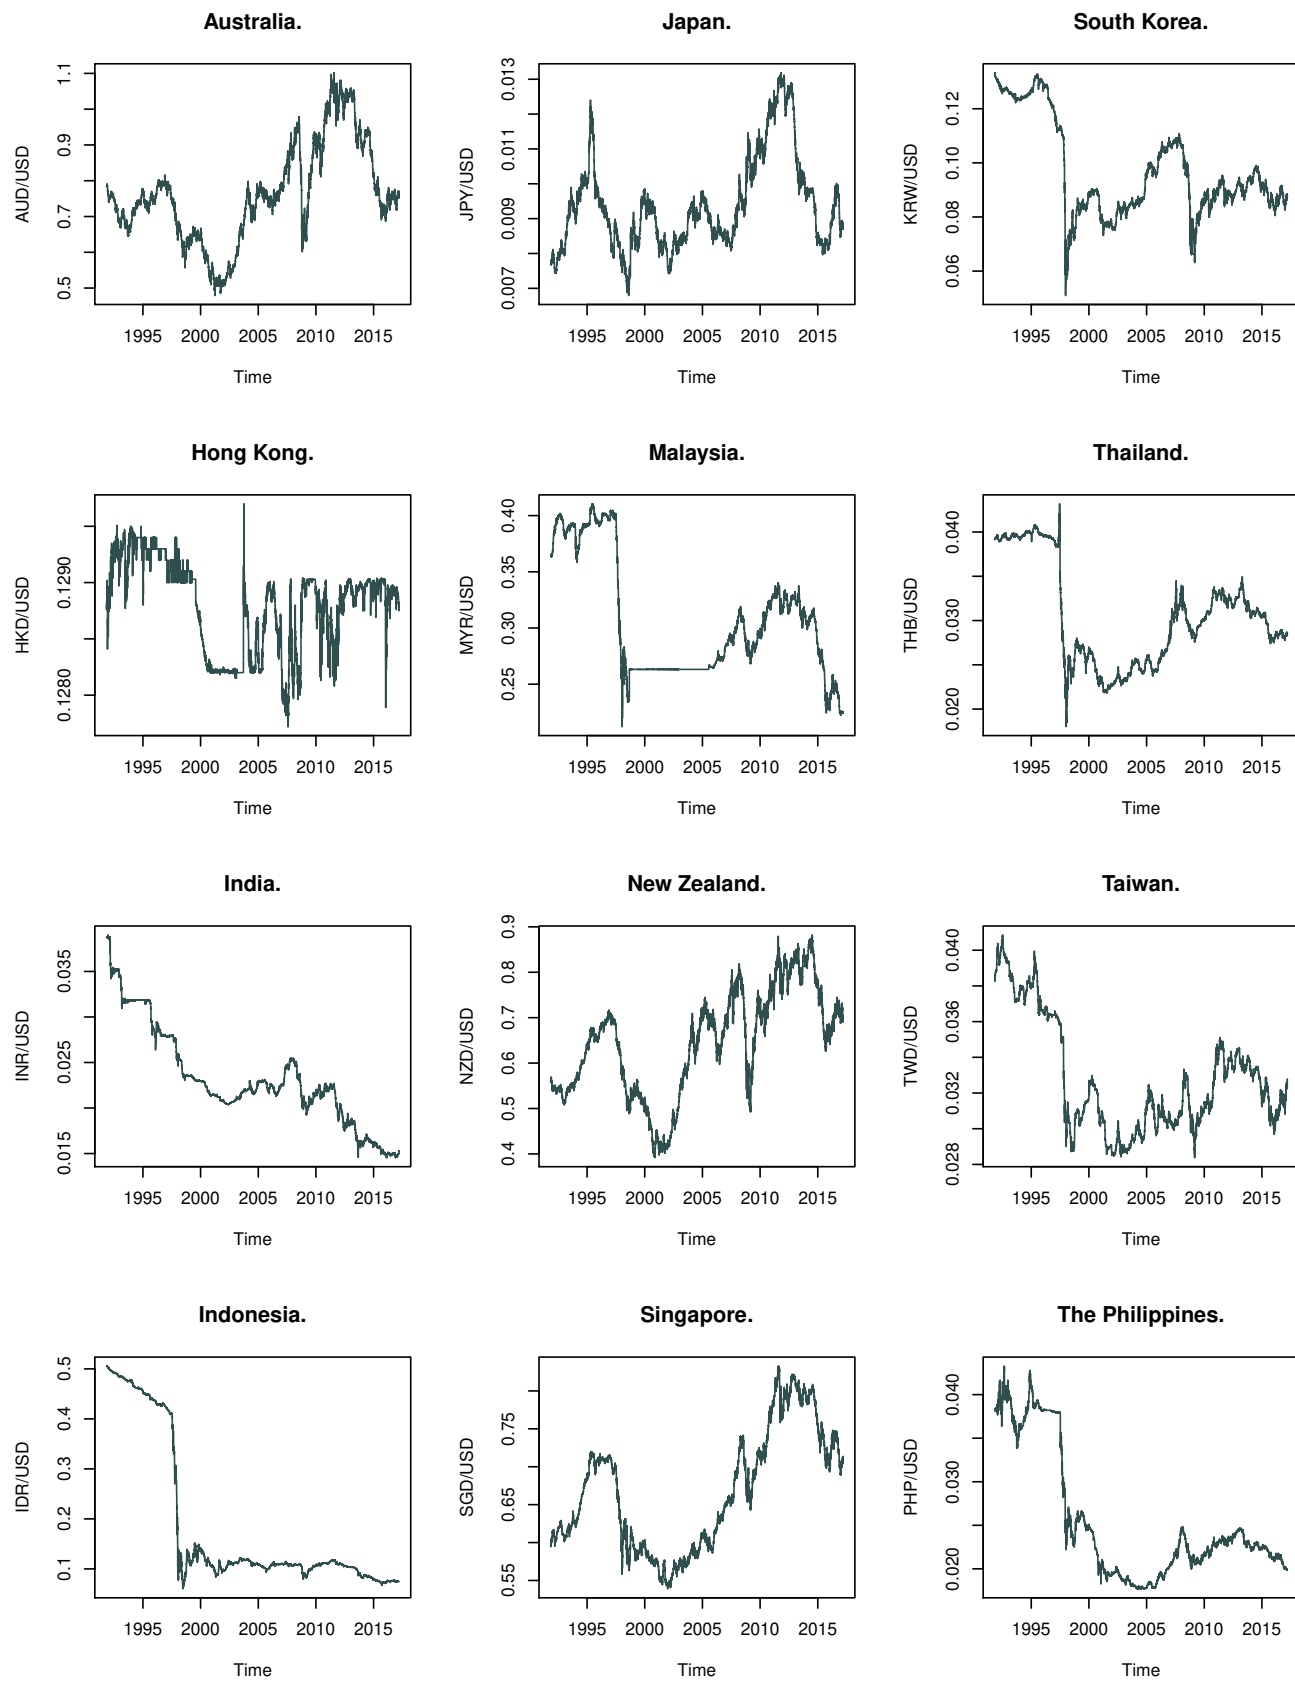 Australia.
AUD/USD
1.1
0.9
0.7
0.5
1995 2000 2005 2010 2015
Time
Japan.
JPY/USD
0.013
0.011
0.009
0.007
1995 2000 2005 2010 2015
Time
South Korea.
KRW/USD
0.12
0.10
0.08
0.06
1995 2000 2005 2010 2015
Time
Hong Kong.
HKD/USD
0.1290
0.1280
1995 2000 2005 2010 2015
Time
Malaysia.
MYR/USD
0.40
0.35
0.30
0.25
1995 2000 2005 2010 2015
Time
Thailand.
THB/USD
0.040
0.030
0.020
1995 2000 2005 2010 2015
Time
India.
INR/USD
0.035
0.025
0.015
1995 2000 2005 2010 2015
Time
New Zealand.
NZD/USD
0.9
0.8
0.7
0.6
0.5
0.4
1995 2000 2005 2010 2015
Time
Taiwan.
TWD/USD
0.040
0.036
0.032
0.028
1995 2000 2005 2010 2015
Time
Indonesia.
IDR/USD
0.5
0.4
0.3
0.2
0.1
1995 2000 2005 2010 2015
Time
Singapore.
SGD/USD
0.75
0.65
0.55
1995 2000 2005 2010 2015
Time
The Philippines.
PHP/USD
0.040
0.030
0.020
1995 2000 2005 2010 2015
Time